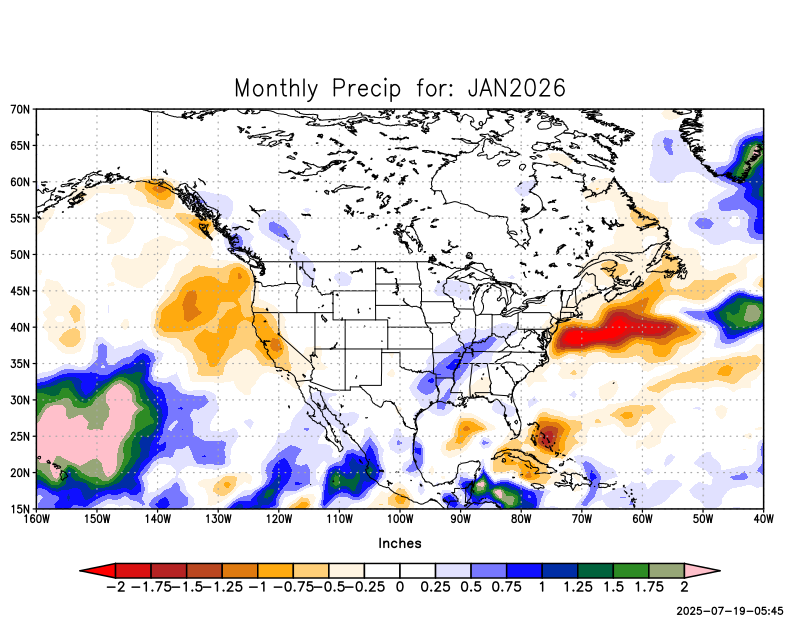 Monthly Precip for: JAN2026
70N
65N
60N
55N
50N
45N
40N
35N
30N
25N
20N
15N
160W 150W 140W 130W 120W 110W 100W 90W 80W 70W 60W 50W 40W
Inches
-2 -1.75 -1.5 -1.25 -1 -0.75 -0.5 -0.25 0 0.25 0.5 0.75 1 1.25 1.5 1.75 2
2025-07-19-05:45